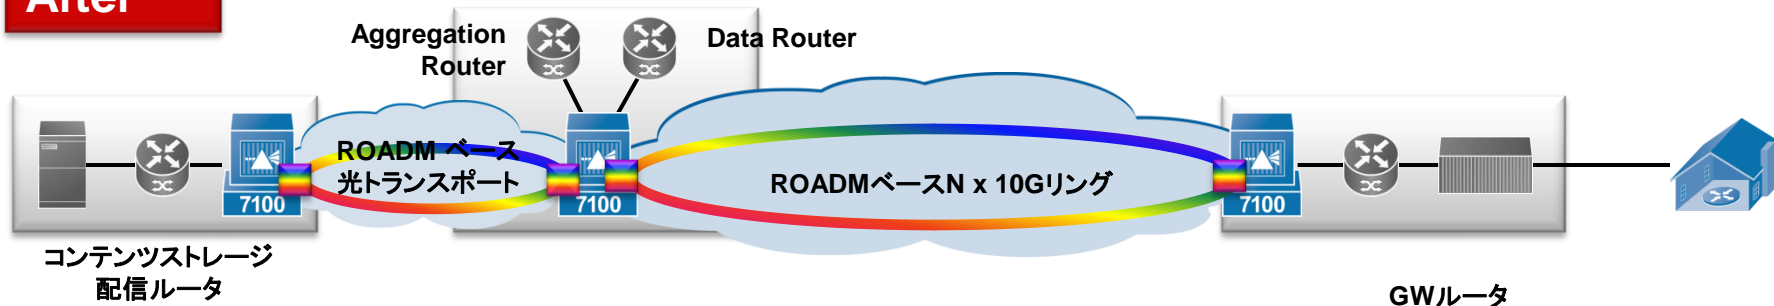 After
Aggregation
Router
Data Router
ROADM ベース
光トランスポート
ROADMベースN x 10Gリング
7100
7100
7100
コンテンツストレージ
配信ルータ
GWルータ